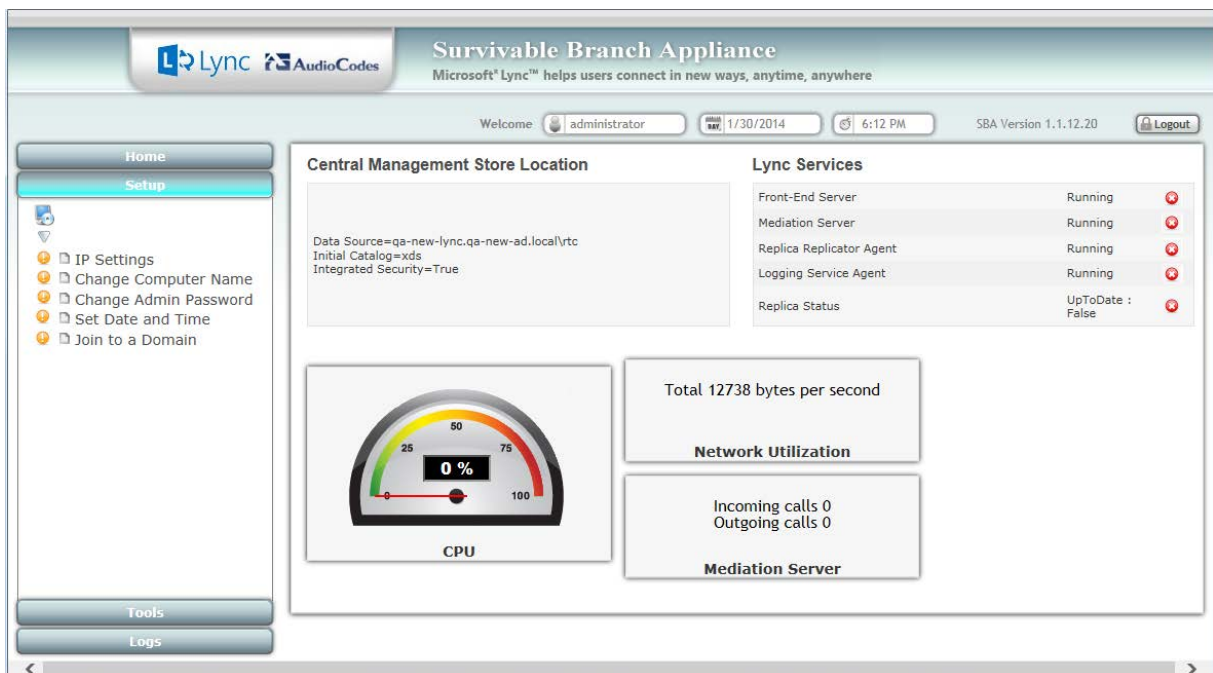 Lync AudioCodes
Survivable Branch Appliance
Microsoft® Lync™ helps users connect in new ways, anytime, anywhere
Welcome administrator 1/30/2014 6:12 PM SBA Version 1.1.12.20 Logout
Home
Setup
IP Settings
Change Computer Name
Change Admin Password
Set Date and Time
Join to a Domain
Tools
Logs
Central Management Store Location
Data Source=qa-new-lync.qa-new-ad.local\rtc
Initial Catalog=xds
Integrated Security=True
Lync Services
Front-End Server Running
Mediation Server Running
Replica Replicator Agent Running
Logging Service Agent Running
Replica Status UpToDate :
False
0
25
50
75
100
0 %
CPU
Total 12738 bytes per second
Network Utilization
Incoming calls 0
Outgoing calls 0
Mediation Server